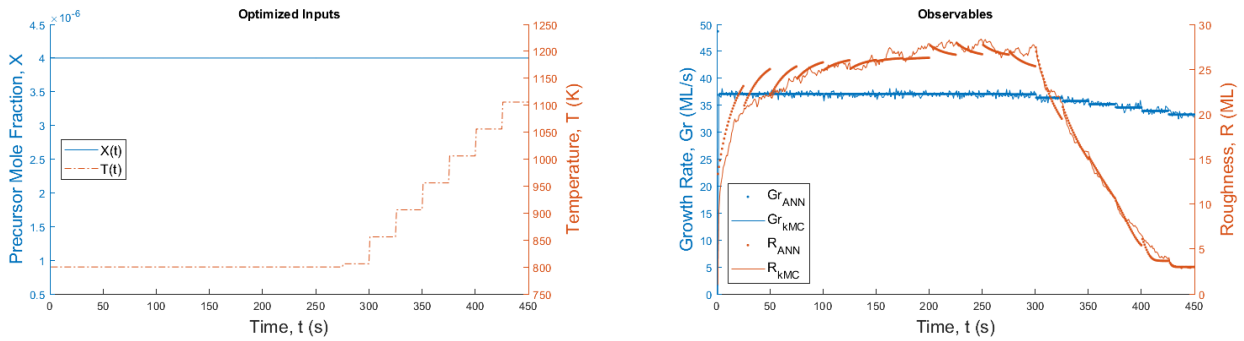 Optimized Inputs
× 10⁻⁶
4.5
4
3.5
3
2.5
2
1.5
1
0.5
Precursor Mole Fraction, X
1250
1200
1150
1100
1050
1000
950
900
850
800
750
Temperature, T (K)
X(t)
T(t)
0 50 100 150 200 250 300 350 400 450
Time, t (s)
Observables
50
45
40
35
30
25
20
15
10
5
0
Growth Rate, Gr (ML/s)
30
25
20
15
10
5
0
Roughness, R (ML)
Gr_ANN
Gr_kMC
R_ANN
R_kMC
0 50 100 150 200 250 300 350 400 450
Time, t (s)